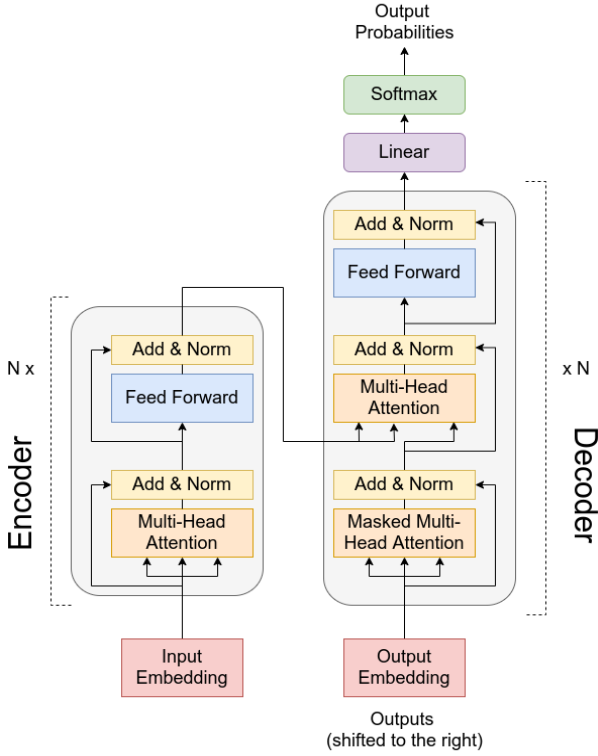 Output
Probabilities
Softmax
Linear
Add & Norm
Feed Forward
Add & Norm
Multi-Head
Attention
Add & Norm
Masked Multi-
Head Attention
x N
Decoder
Output
Embedding
Outputs
(shifted to the right)
N x
Encoder
Add & Norm
Feed Forward
Add & Norm
Multi-Head
Attention
Input
Embedding